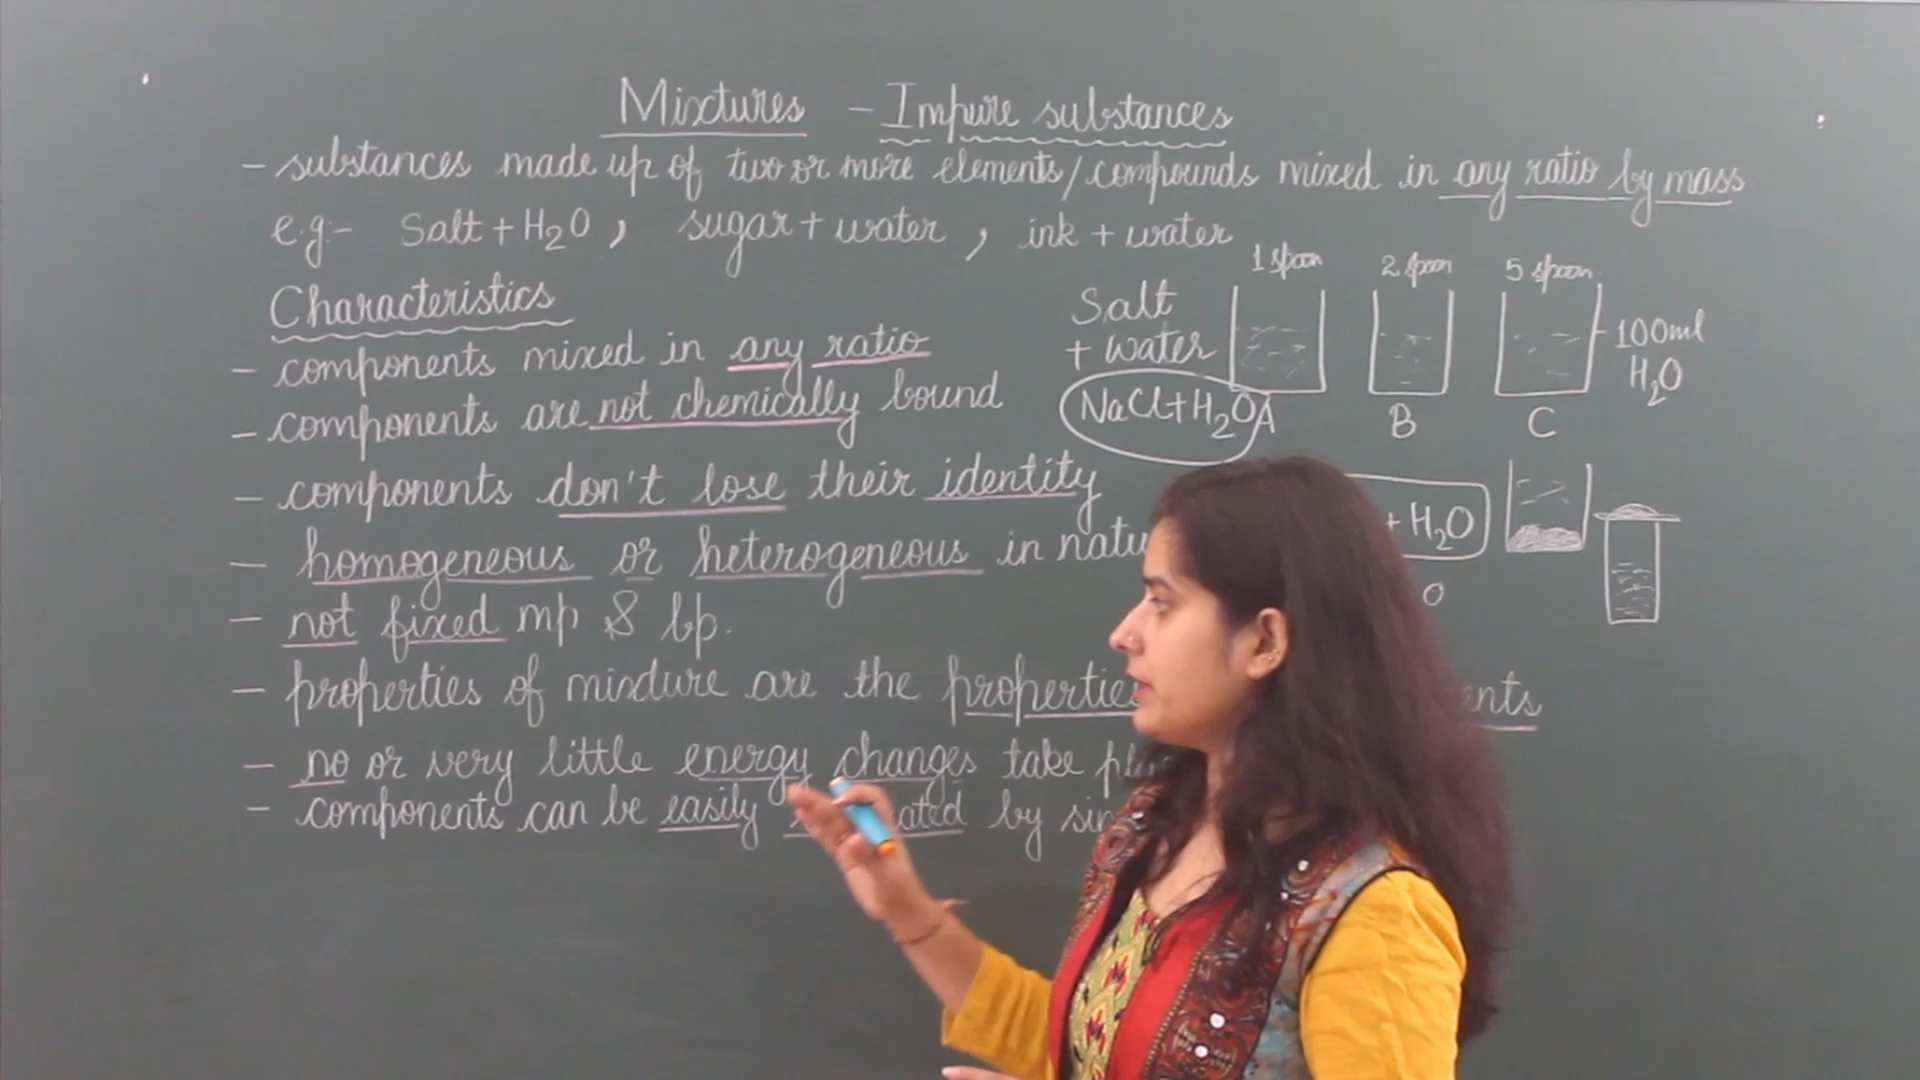 Mixtures - Impure substances
- substances made up of two or more elements/compounds mixed in any ratio by mass
e.g:- Salt + H2O, sugar + water, ink + water
1 spoon 2 spoon 5 spoon
Characteristics
Salt
+ water
100ml
H2O
- components mixed in any ratio
NaCl+H2O A B C
- components are not chemically bound
- components don't lose their identity
+ H2O
- homogeneous or heterogeneous in natu
- not fixed mp & bp.
- properties of mixture are the propertie ents
- no or very little energy changes take pl
- components can be easily ated by sim